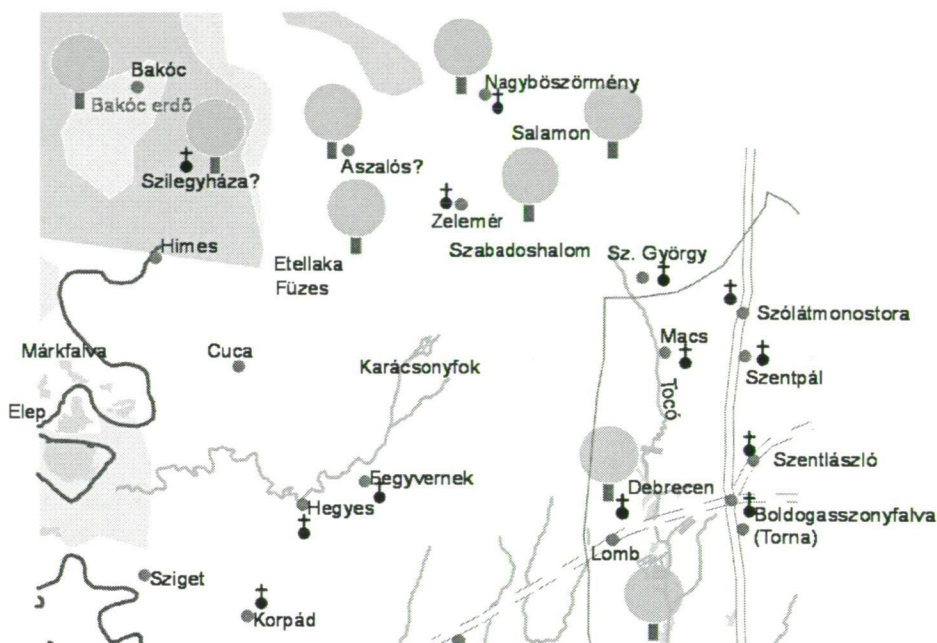 Bakóc
Bakóc erdő
Nagyböszörmény
Salamon
Szilegyháza?
Aszalós?
Zelemér
Szabadoshalom
Himes
Etellaka
Füzes
Sz. György
Szólátmonostora
Márkfalva
Cuca
Karácsonyfok
Macs
Szentpál
Tocó
Elep
Szentlászló
Fegyvernek
Debrecen
Hegyes
Boldogasszonyfalva
(Torna)
Lomb
Sziget
Korpád